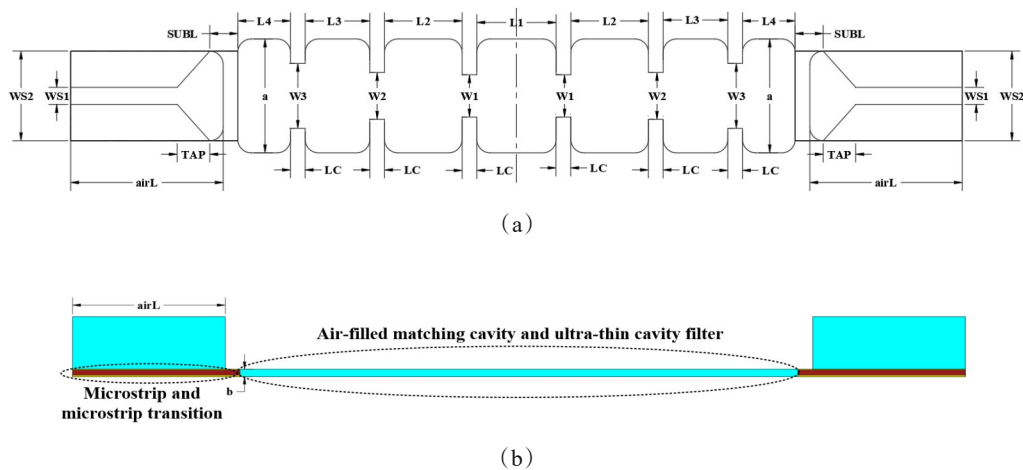 L4 L3 L2 L1 L2 L3 L4
SUBL SUBL
WS2 WS1 a W3 W2 W1 W1 W2 W3 a WS1 WS2
TAP LC LC LC LC LC LC TAP
airL airL
(a)
airL
Air-filled matching cavity and ultra-thin cavity filter
b
Microstrip and
microstrip transition
(b)